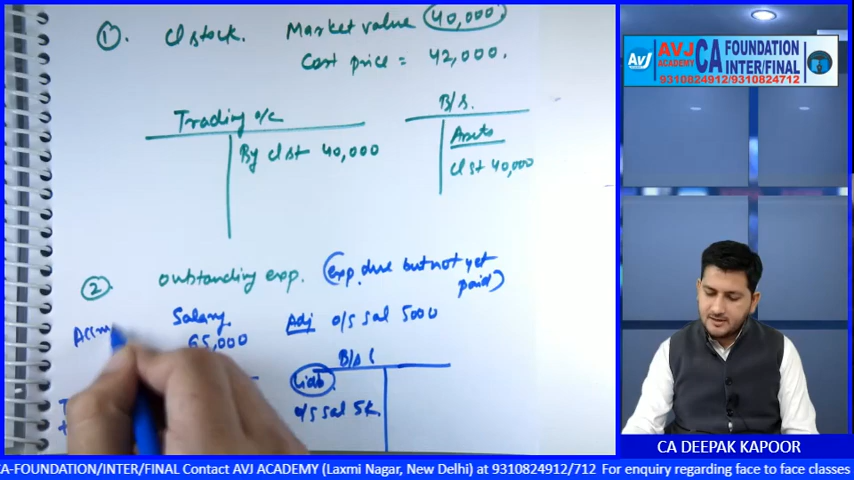 ① cl stock. Market value 40,000.
Cost price = 42,000.
Trading a/c B/s.
By cl st 40,000
Assets
cl st 40,000
② outstanding exp. (exp. due but not yet
paid)
Salary Adj o/s sal 5000
65,000
B/s
Liab
o/s sal 5k
AVJ
AVJ
ACADEMY
CA FOUNDATION
INTER/FINAL
9310824912/9310824712
CA DEEPAK KAPOOR
CA-FOUNDATION/INTER/FINAL Contact AVJ ACADEMY (Laxmi Nagar, New Delhi) at 9310824912/712 For enquiry regarding face to face classes